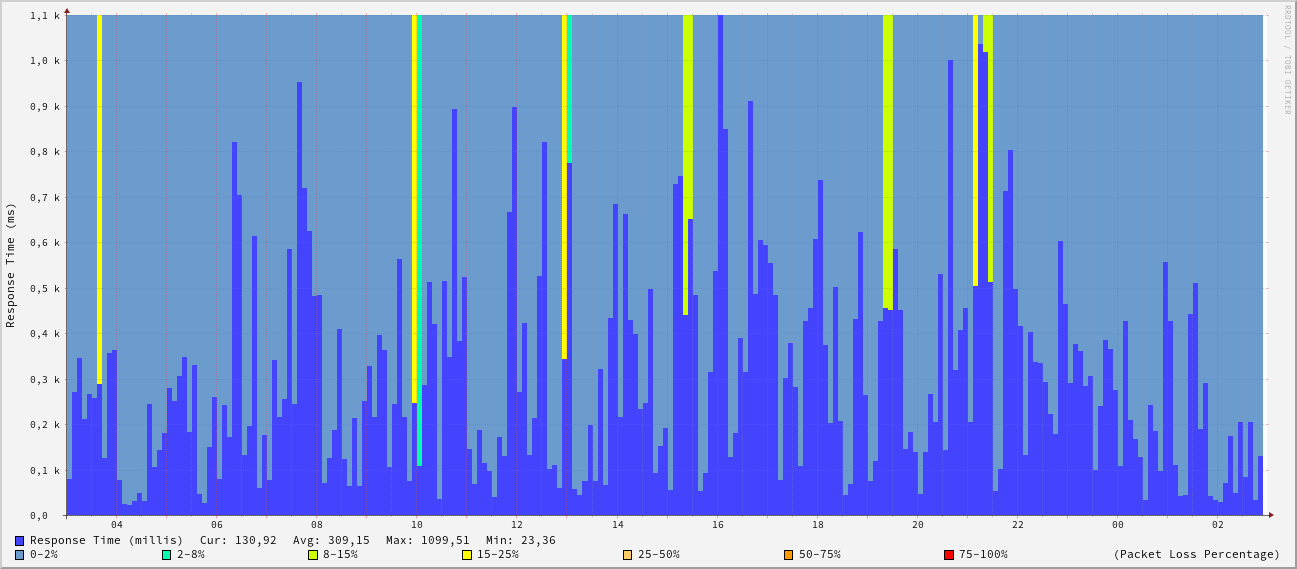 1,1 k
1,0 k
0,9 k
0,8 k
0,7 k
0,6 k
0,5 k
0,4 k
0,3 k
0,2 k
0,1 k
0,0
Response Time (ms)
RRDTOOL / TOBI OETIKER
04 06 08 10 12 14 16 18 20 22 00 02
Response Time (millis) Cur: 130,92 Avg: 309,15 Max: 1099,51 Min: 23,36
0-2% 2-8% 8-15% 15-25% 25-50% 50-75% 75-100% (Packet Loss Percentage)